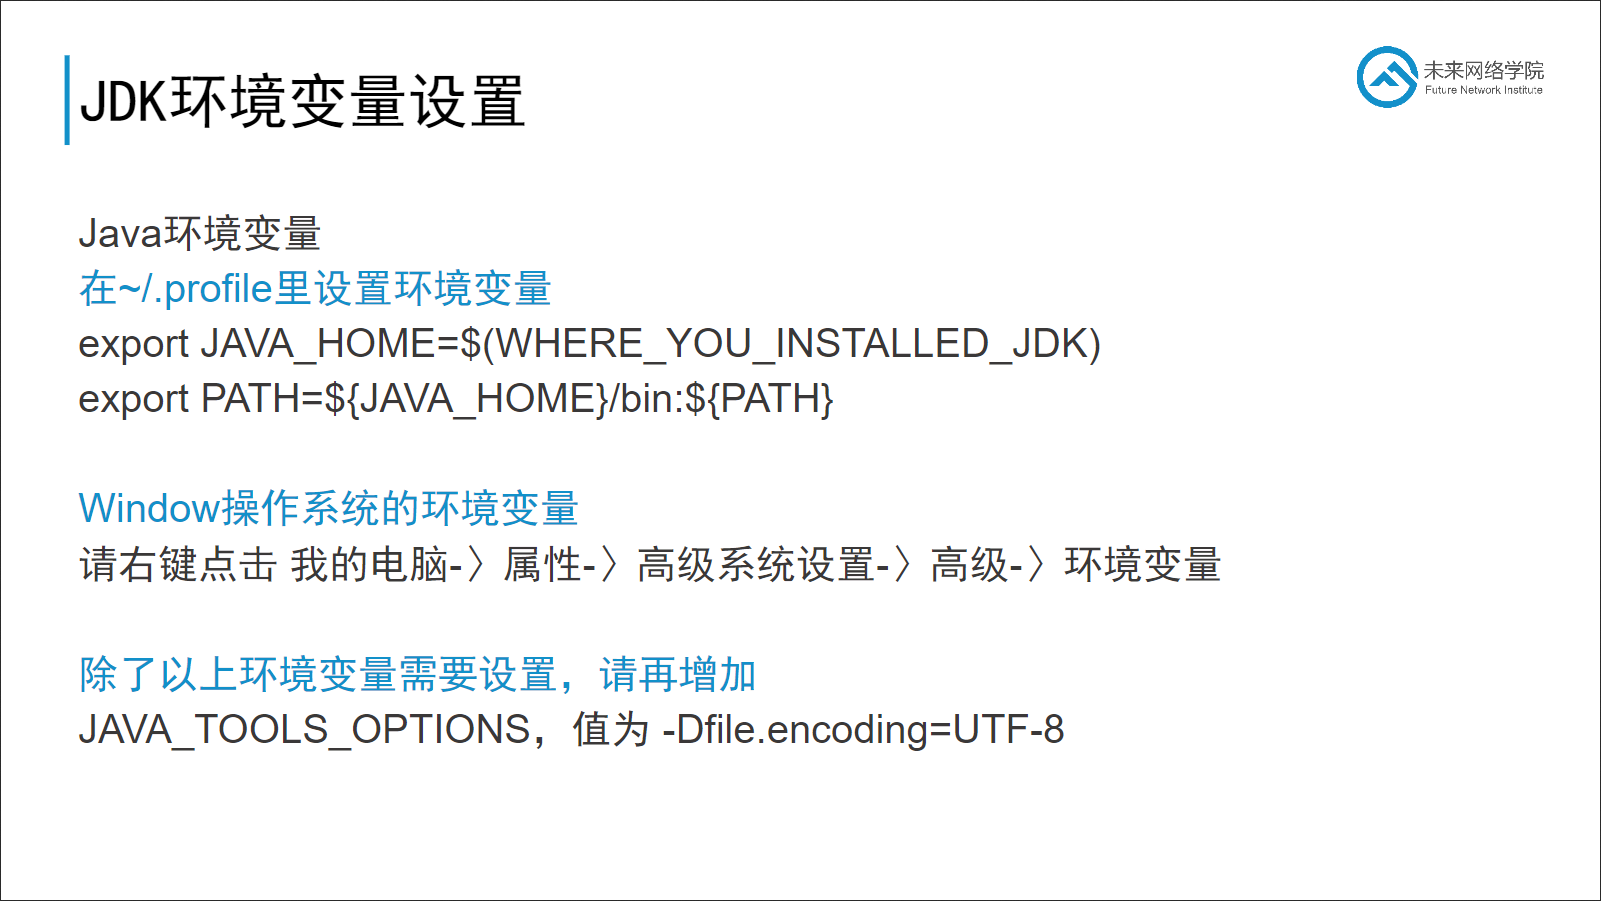 JDK环境变量设置
未来网络学院
Future Network Institute
Java环境变量
在~/.profile里设置环境变量
export JAVA_HOME=$(WHERE_YOU_INSTALLED_JDK)
export PATH=${JAVA_HOME}/bin:${PATH}
Window操作系统的环境变量
请右键点击 我的电脑-〉属性-〉高级系统设置-〉高级-〉环境变量
除了以上环境变量需要设置，请再增加
JAVA_TOOLS_OPTIONS，值为 -Dfile.encoding=UTF-8